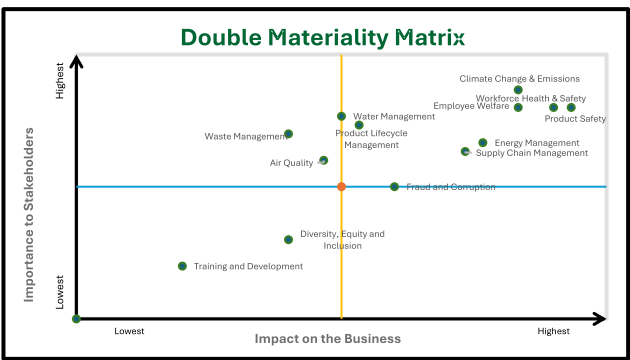 Double Materiality Matrix
Highest
Climate Change & Emissions
Workforce Health & Safety
Employee Welfare
Product Safety
Water Management
Waste Management
Product Lifecycle
Management
Energy Management
Supply Chain Management
Air Quality
Fraud and Corruption
Importance to Stakeholders
Diversity, Equity and
Inclusion
Training and Development
Lowest
Lowest
Highest
Impact on the Business